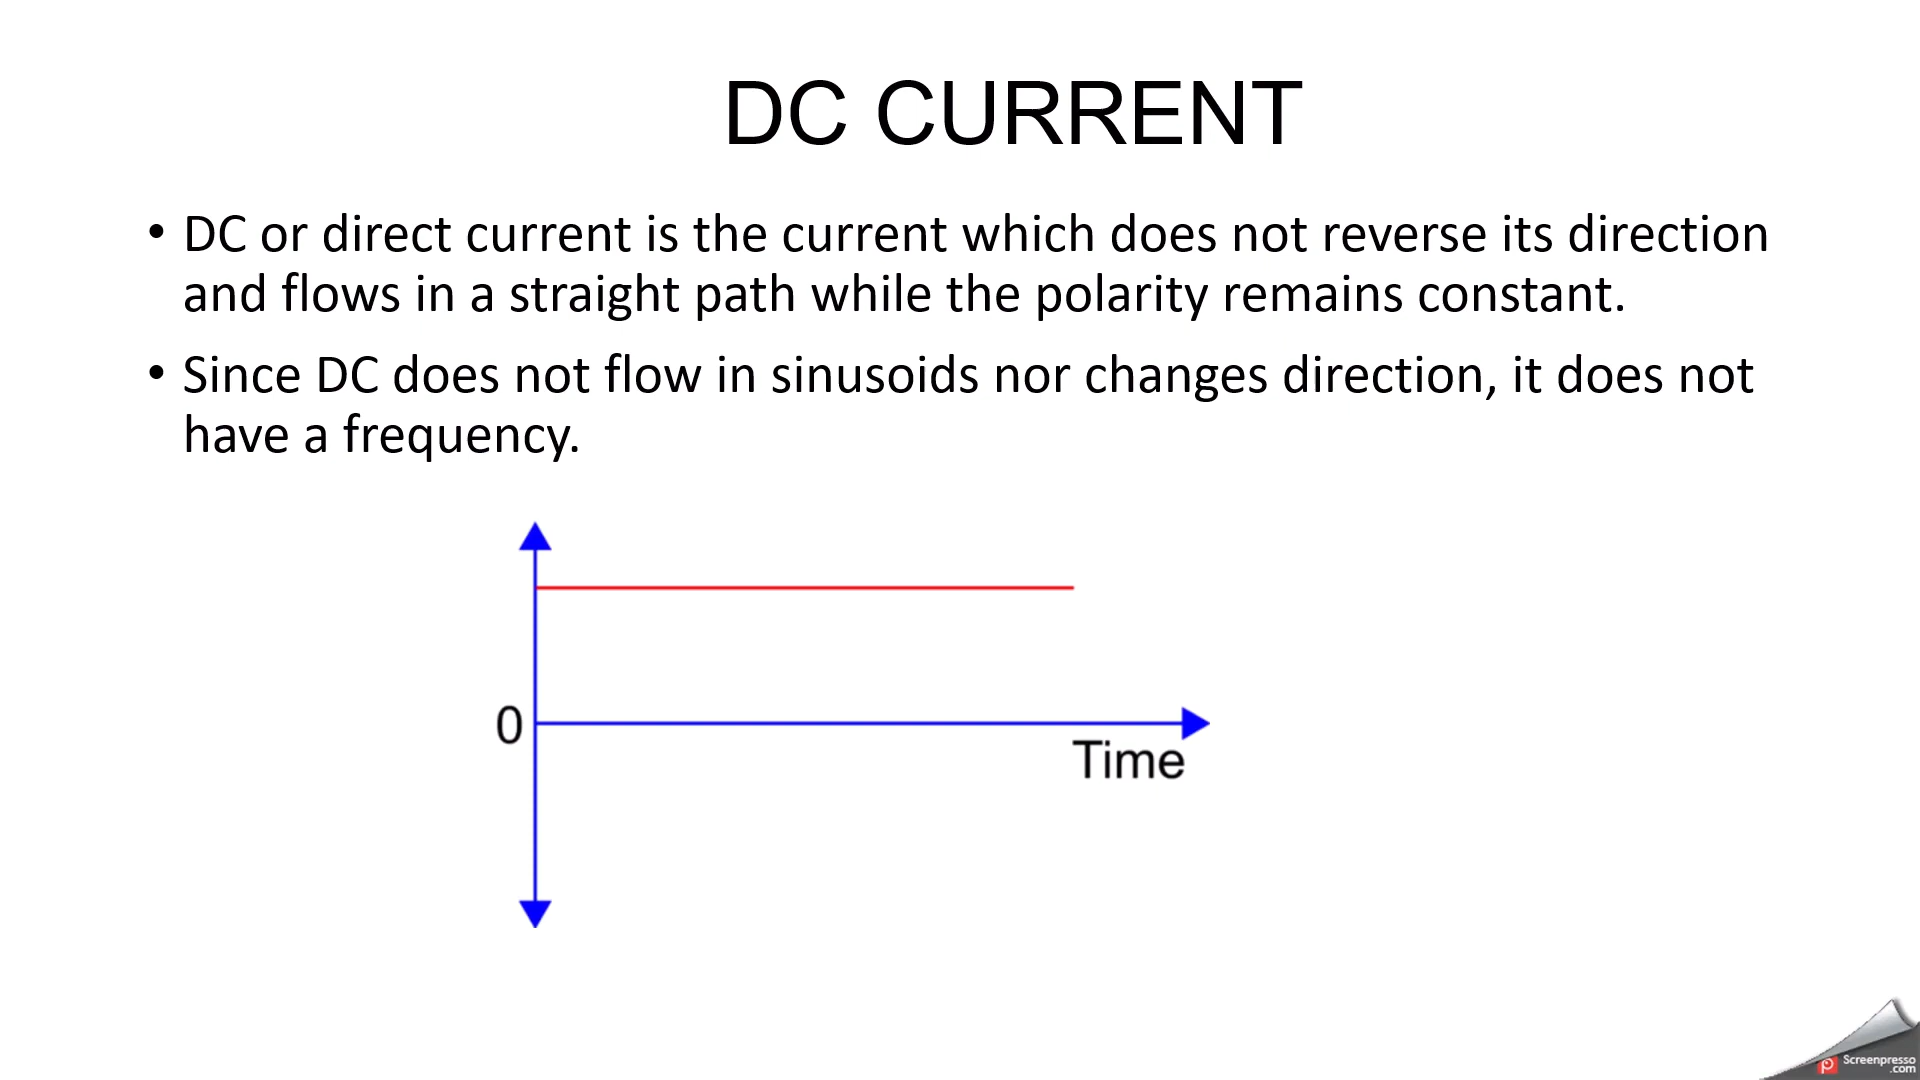 DC CURRENT
• DC or direct current is the current which does not reverse its direction
and flows in a straight path while the polarity remains constant.
• Since DC does not flow in sinusoids nor changes direction, it does not
have a frequency.
0
Time
Screenpresso
.com